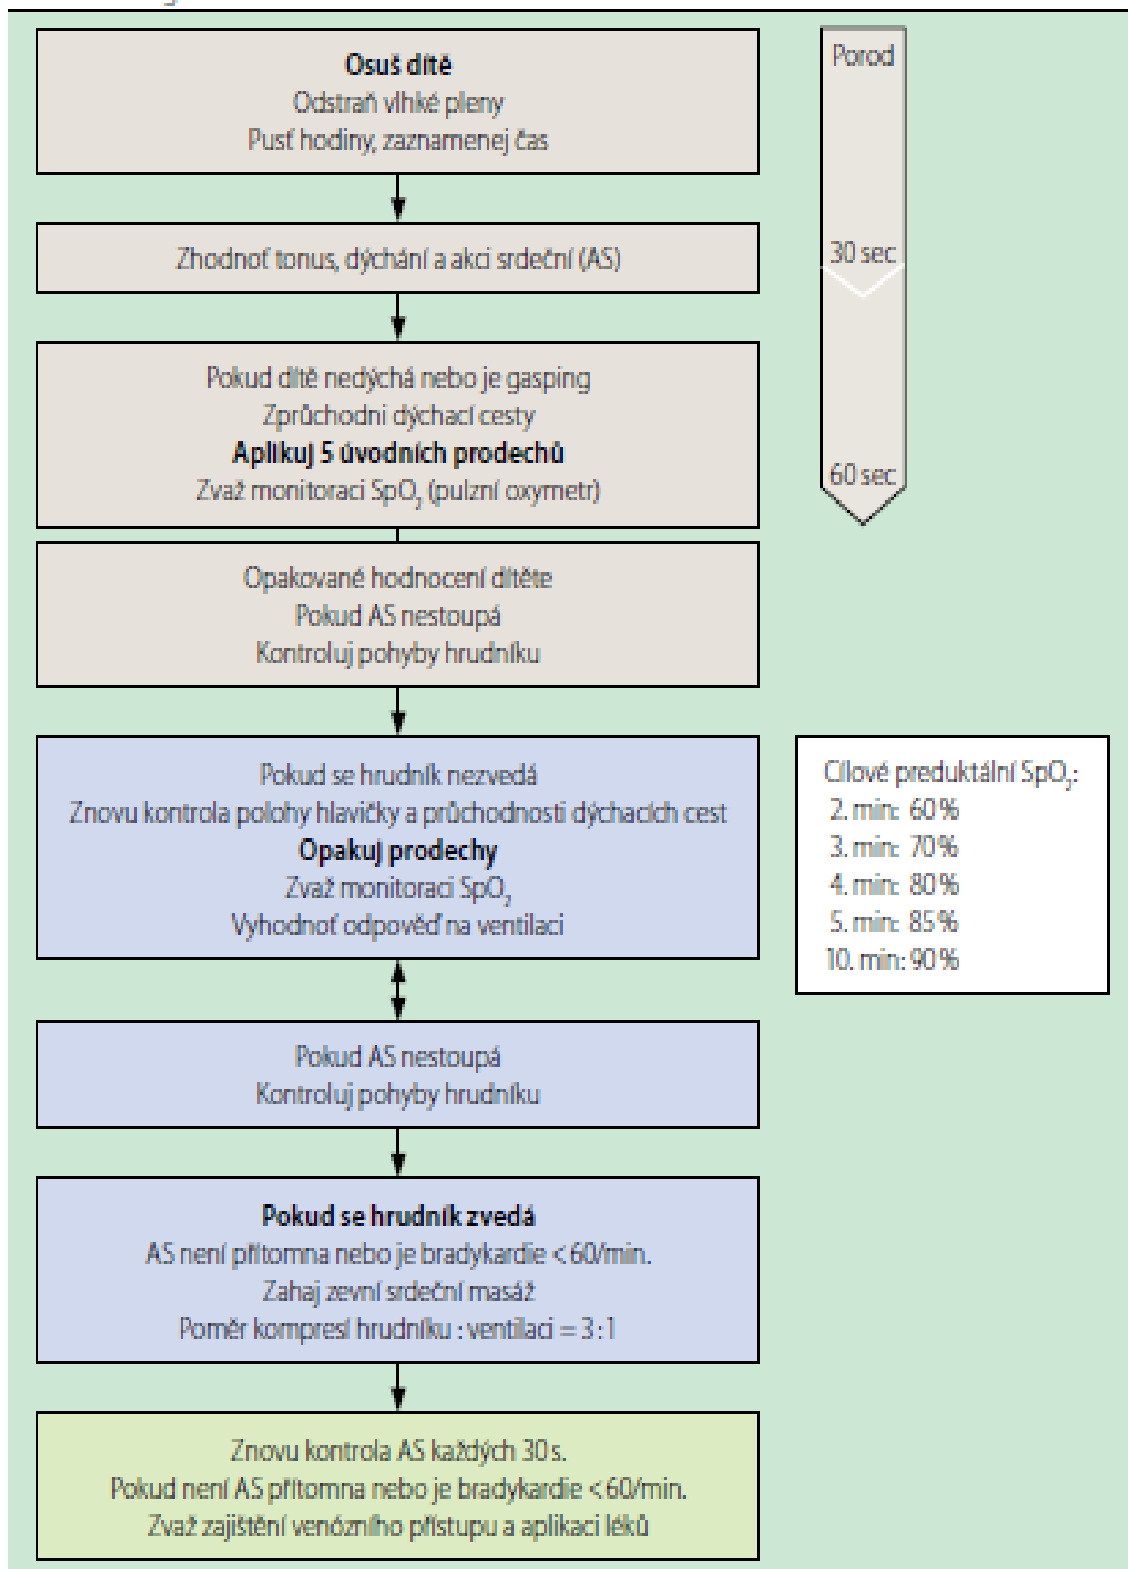 Osuš dítě
Odstraň vlhké pleny
Pusť hodiny, zaznamenej čas
Porod
Zhodnoť tonus, dýchání a akci srdeční (AS)
30 sec
Pokud dítě nedýchá nebo je gasping
Zprůchodni dýchací cesty
Aplikuj 5 úvodních prodechů
Zvaž monitoraci SpO₂ (pulzní oxymetr)
60 sec
Opakované hodnocení dítěte
Pokud AS nestoupá
Kontroluj pohyby hrudníku
Pokud se hrudník nezvedá
Znovu kontrola polohy hlavičky a průchodnosti dýchacích cest
Opakuj prodechy
Zvaž monitoraci SpO₂
Vyhodnoť odpověď na ventilaci
Cílové preduktální SpO₂:
2. min: 60 %
3. min: 70 %
4. min: 80 %
5. min: 85 %
10. min: 90 %
Pokud AS nestoupá
Kontroluj pohyby hrudníku
Pokud se hrudník zvedá
AS není přítomna nebo je bradykardie < 60/min.
Zahaj zevní srdeční masáž
Poměr kompresí hrudníku : ventilaci = 3 : 1
Znovu kontrola AS každých 30 s.
Pokud není AS přítomna nebo je bradykardie < 60/min.
Zvaž zajištění venózního přístupu a aplikaci léků